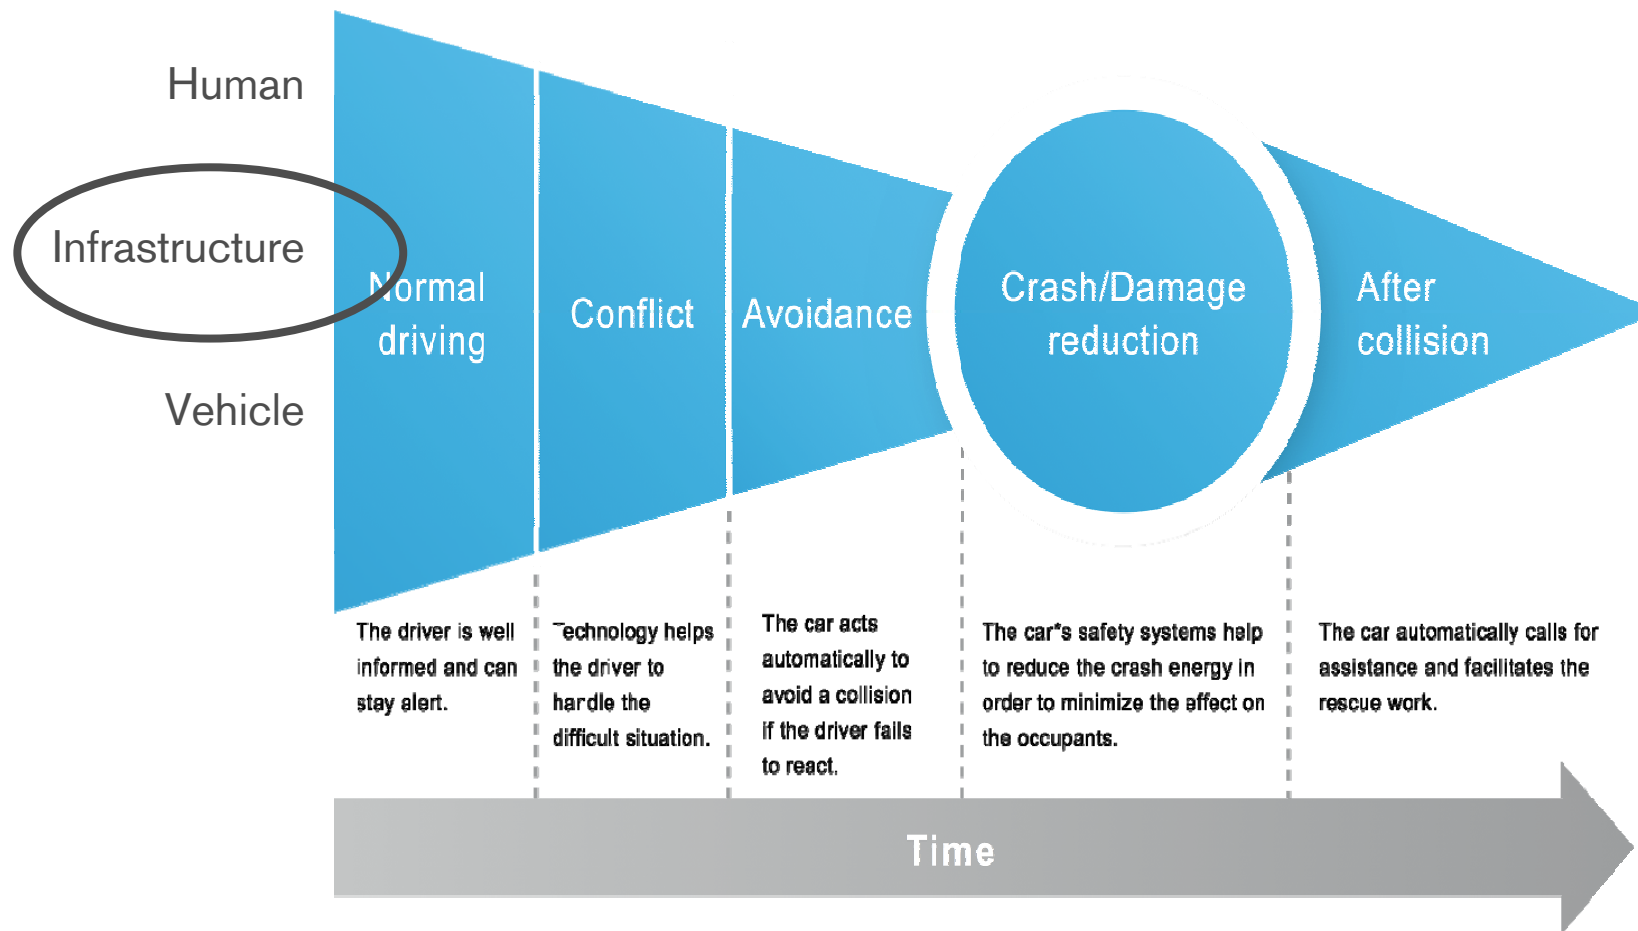 Human
Infrastructure
Vehicle
Normal
driving
Conflict
Avoidance
Crash/Damage
reduction
After
collision
The driver is well
informed and can
stay alert.
Technology helps
the driver to
handle the
difficult situation.
The car acts
automatically to
avoid a collision
if the driver fails
to react.
The car"s safety systems help
to reduce the crash energy in
order to minimize the effect on
the occupants.
The car automatically calls for
assistance and facilitates the
rescue work.
Time